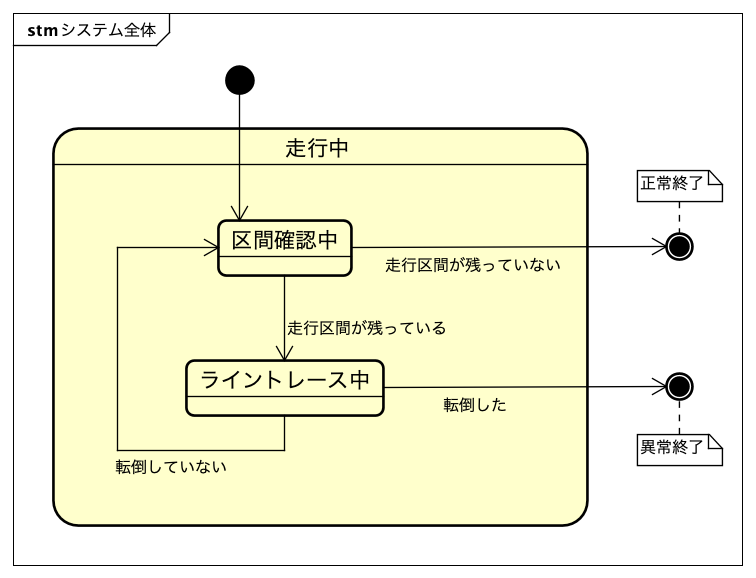 stm システム全体
走行中
正常終了
区間確認中
走行区間が残っていない
走行区間が残っている
ライントレース中
転倒した
異常終了
転倒していない